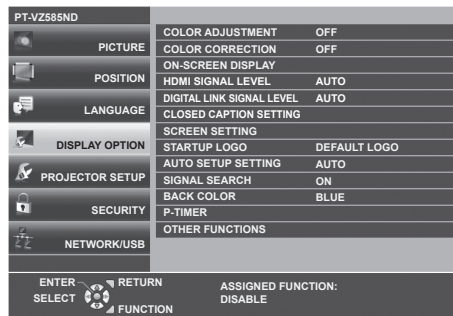 PT-VZ585ND
PICTURE
POSITION
LANGUAGE
DISPLAY OPTION
PROJECTOR SETUP
SECURITY
NETWORK/USB
COLOR ADJUSTMENT OFF
COLOR CORRECTION OFF
ON-SCREEN DISPLAY
HDMI SIGNAL LEVEL AUTO
DIGITAL LINK SIGNAL LEVEL AUTO
CLOSED CAPTION SETTING
SCREEN SETTING
STARTUP LOGO DEFAULT LOGO
AUTO SETUP SETTING AUTO
SIGNAL SEARCH ON
BACK COLOR BLUE
P-TIMER
OTHER FUNCTIONS
ENTER RETURN
SELECT
FUNCTION
ASSIGNED FUNCTION:
DISABLE